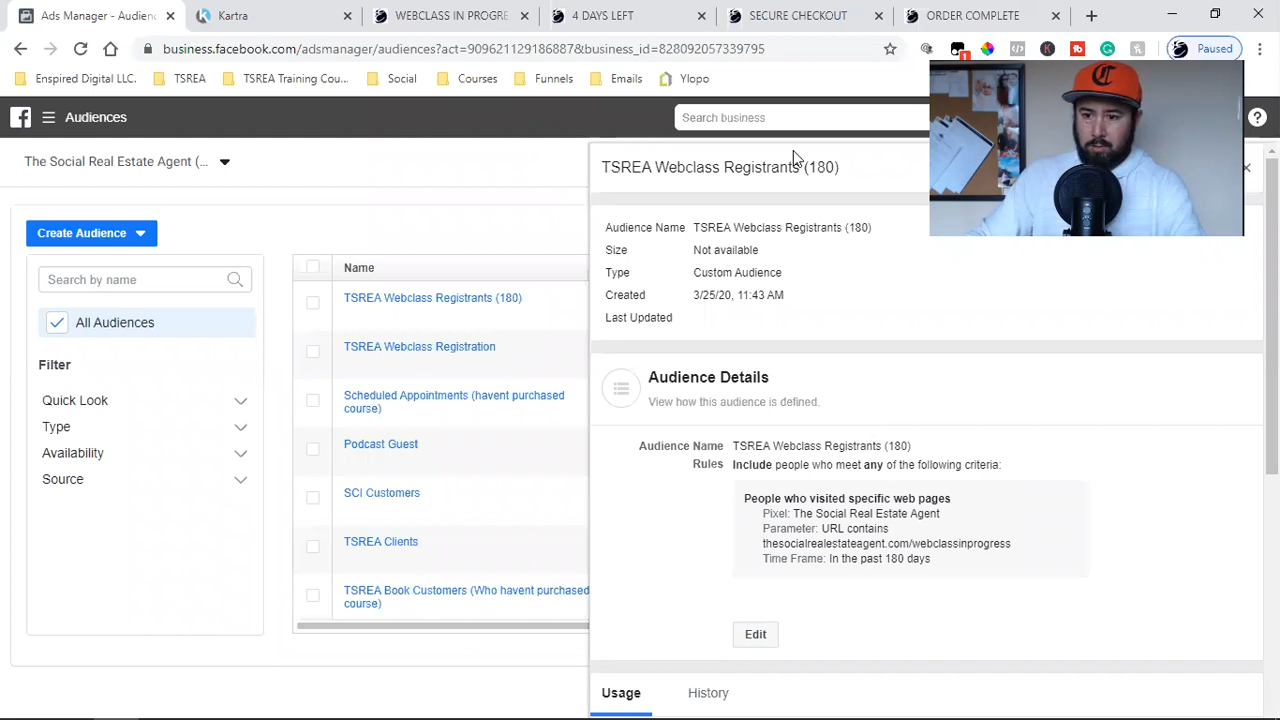 Ads Manager - Audienc
Kartra
WEBCLASS IN PROGRE
4 DAYS LEFT
SECURE CHECKOUT
ORDER COMPLETE
business.facebook.com/adsmanager/audiences?act=909621129186887&business_id=828092057339795
1
Paused
Enspired Digital LLC.
TSREA
TSREA Training Cou...
Social
Courses
Funnels
Emails
Ylopo
Audiences
Search business
The Social Real Estate Agent (...
TSREA Webclass Registrants (180)
Create Audience
Search by name
All Audiences
Filter
Quick Look
Type
Availability
Source
Name
TSREA Webclass Registrants (180)
TSREA Webclass Registration
Scheduled Appointments (havent purchased
course)
Podcast Guest
SCI Customers
TSREA Clients
TSREA Book Customers (Who havent purchased
course)
Audience Name TSREA Webclass Registrants (180)
Size Not available
Type Custom Audience
Created 3/25/20, 11:43 AM
Last Updated
Audience Details
View how this audience is defined.
Audience Name TSREA Webclass Registrants (180)
Rules Include people who meet any of the following criteria:
People who visited specific web pages
Pixel: The Social Real Estate Agent
Parameter: URL contains
thesocialrealestateagent.com/webclassinprogress
Time Frame: In the past 180 days
Edit
Usage
History